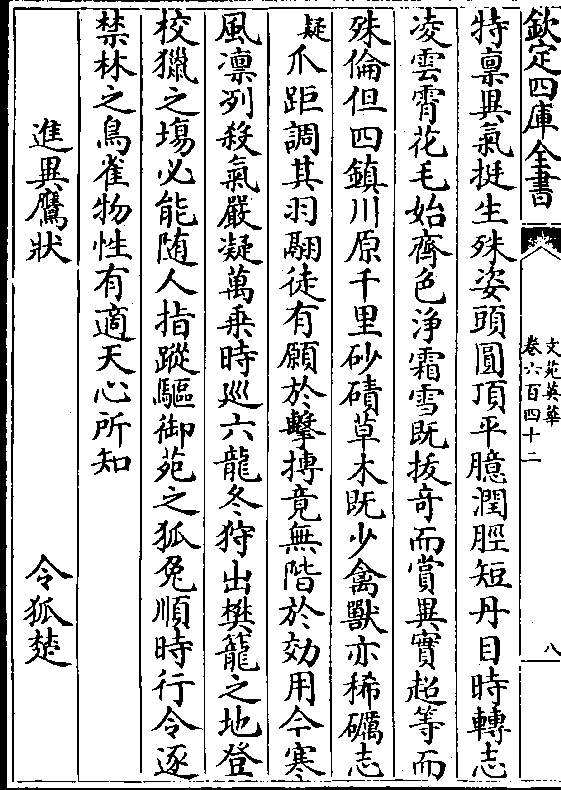 欽定四庫全書
文苑英華
卷六百四十二
八
特禀異氣挺生殊姿頭圓頂平臆潤脛短丹目時轉志
凌雲霄花毛始齊色淨霜雪既拔竒而賞異實超等而
殊倫但四鎮川原千里砂磧草木既少禽獸亦稀礪志
疑爪距調其羽翮徒有願於擊搏竟無階於効用今寒
風凛列殺氣嚴凝萬乗時廵六龍冬狩出樊籠之地登
校獵之塲必能随人指蹤驅御苑之狐兔順時行令逐
禁林之鳥雀物性有適天心所知
進異鷹狀　令狐楚